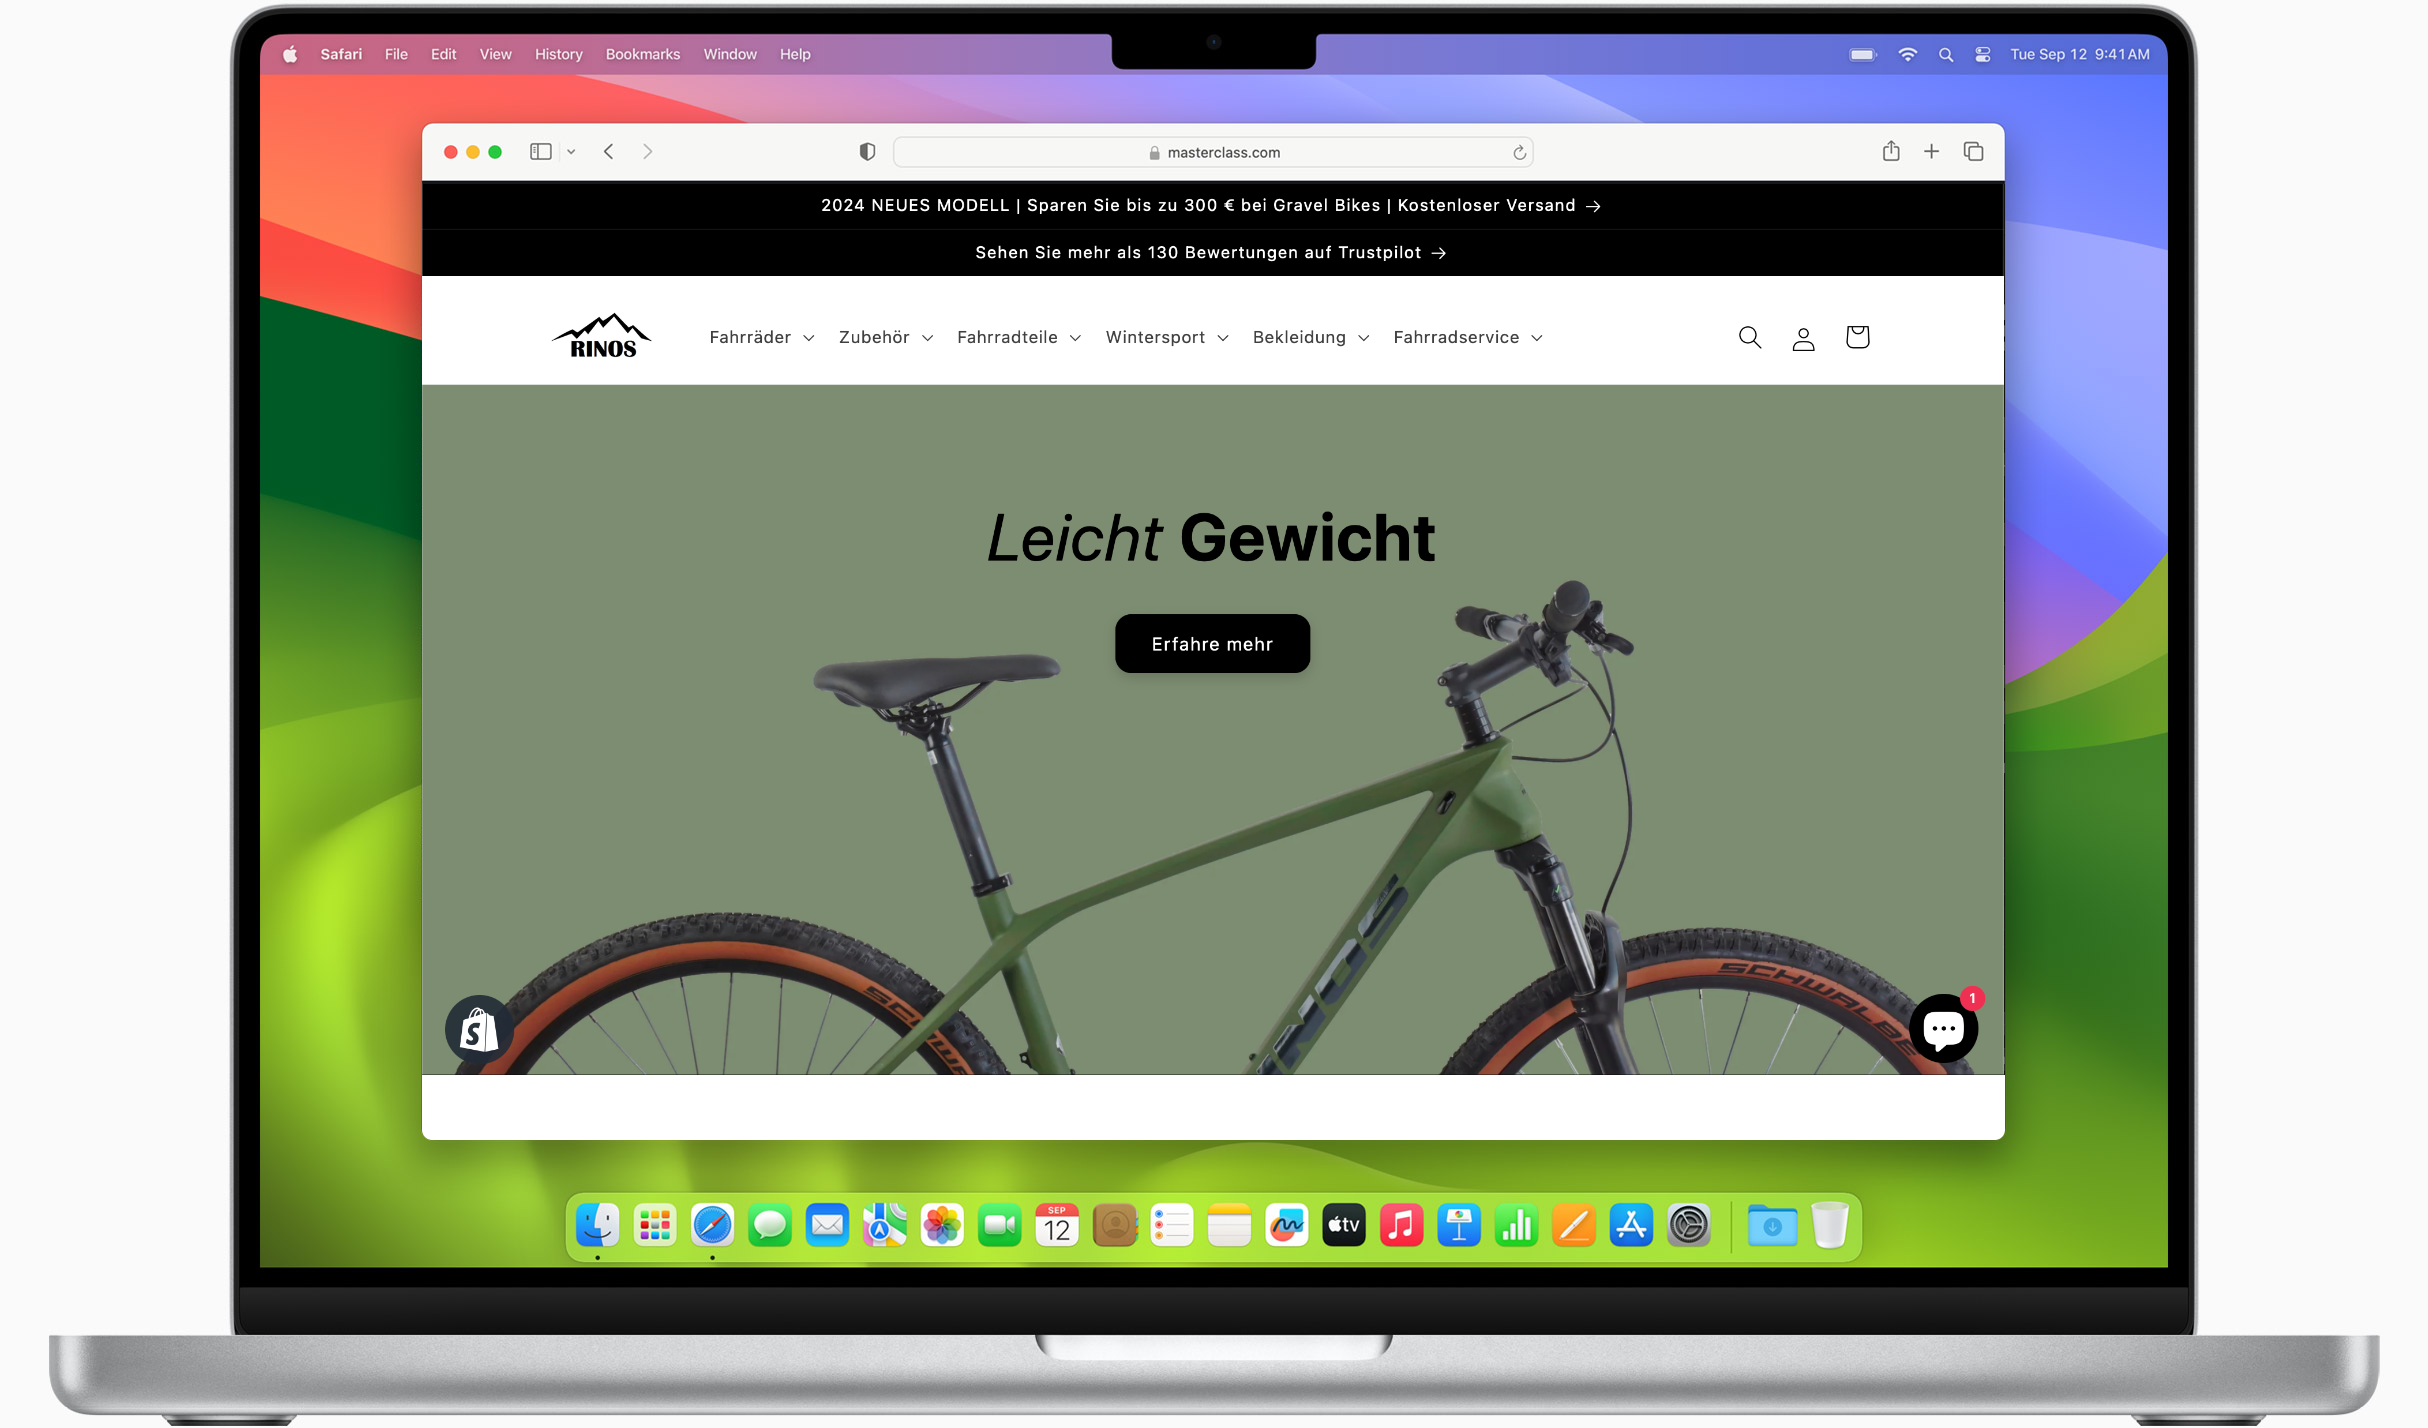 Safari File Edit View History Bookmarks Window Help Tue Sep 12 9:41 AM
masterclass.com
2024 NEUES MODELL | Sparen Sie bis zu 300 € bei Gravel Bikes | Kostenloser Versand →
Sehen Sie mehr als 130 Bewertungen auf Trustpilot →
RINOS Fahrräder Zubehör Fahrradteile Wintersport Bekleidung Fahrradservice
Leicht Gewicht
Erfahre mehr
SCHWALBE
1
S
SEP
12
tv